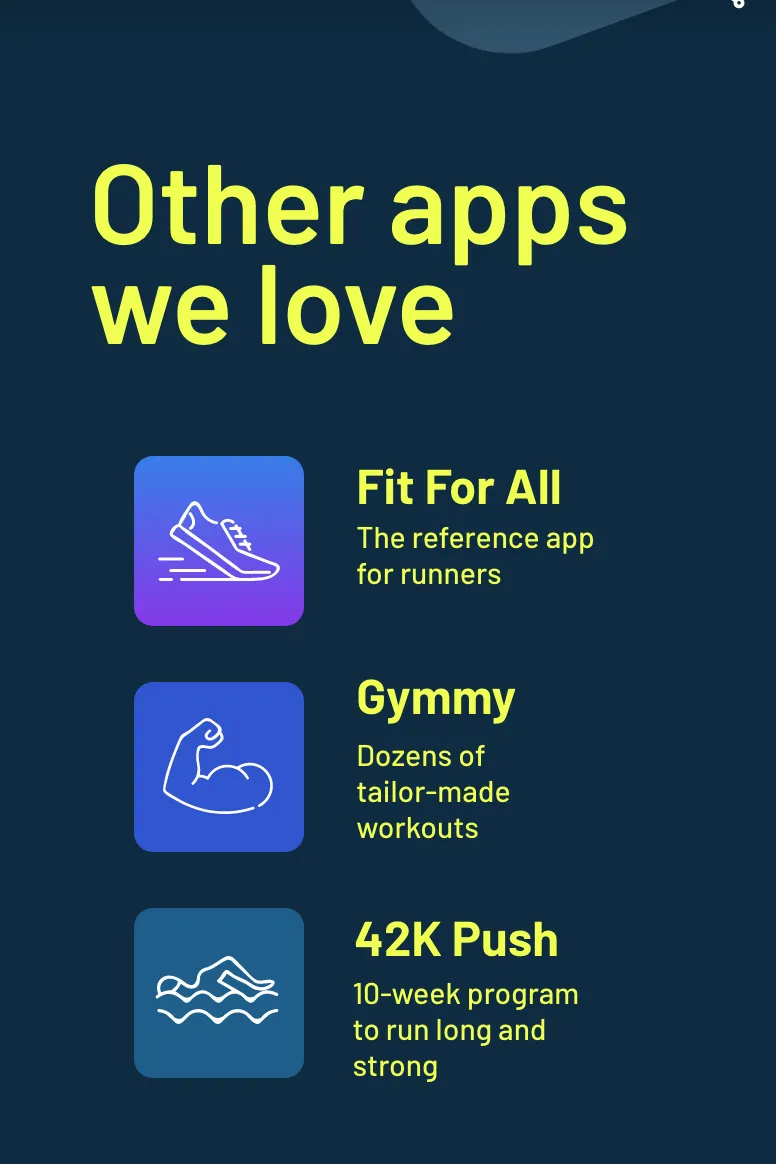 Other apps
we love
Fit For All
The reference app
for runners
Gymmy
Dozens of
tailor-made
workouts
42K Push
10-week program
to run long and
strong